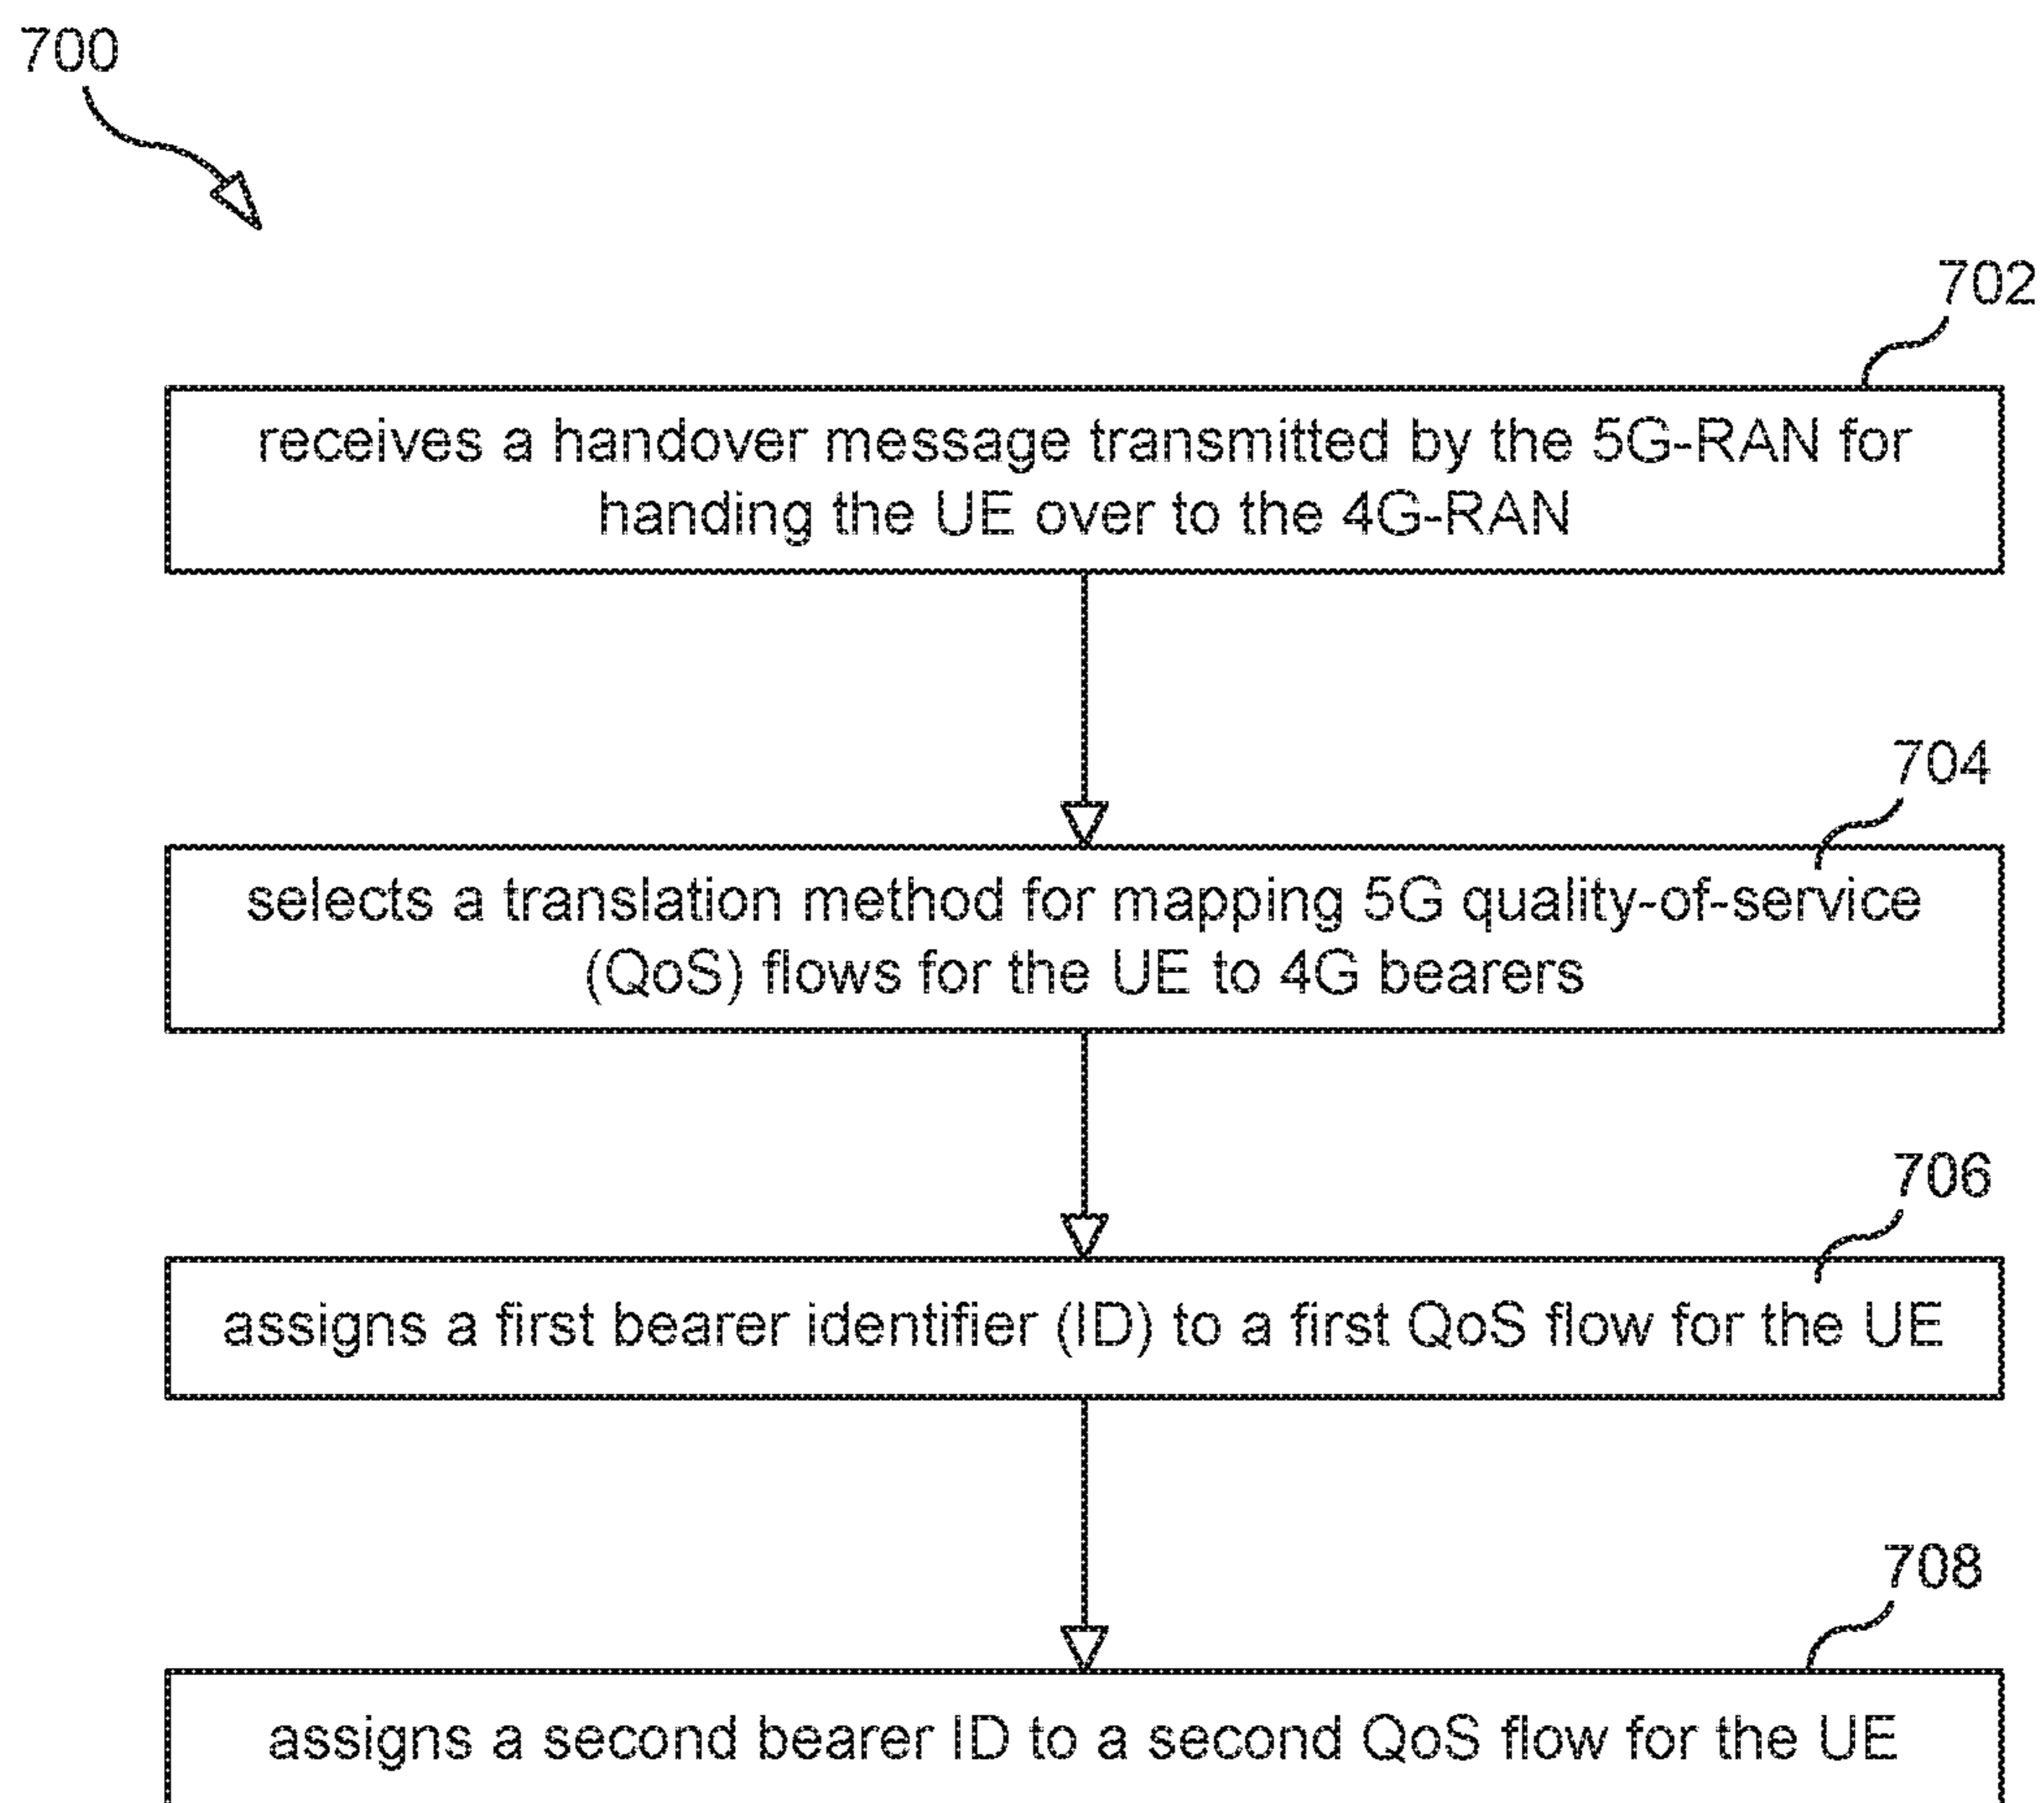 700
702
receives a handover message transmitted by the 5G-RAN for
handing the UE over to the 4G-RAN
704
selects a translation method for mapping 5G quality-of-service
(QoS) flows for the UE to 4G bearers
706
assigns a first bearer identifier (ID) to a first QoS flow for the UE
708
assigns a second bearer ID to a second QoS flow for the UE